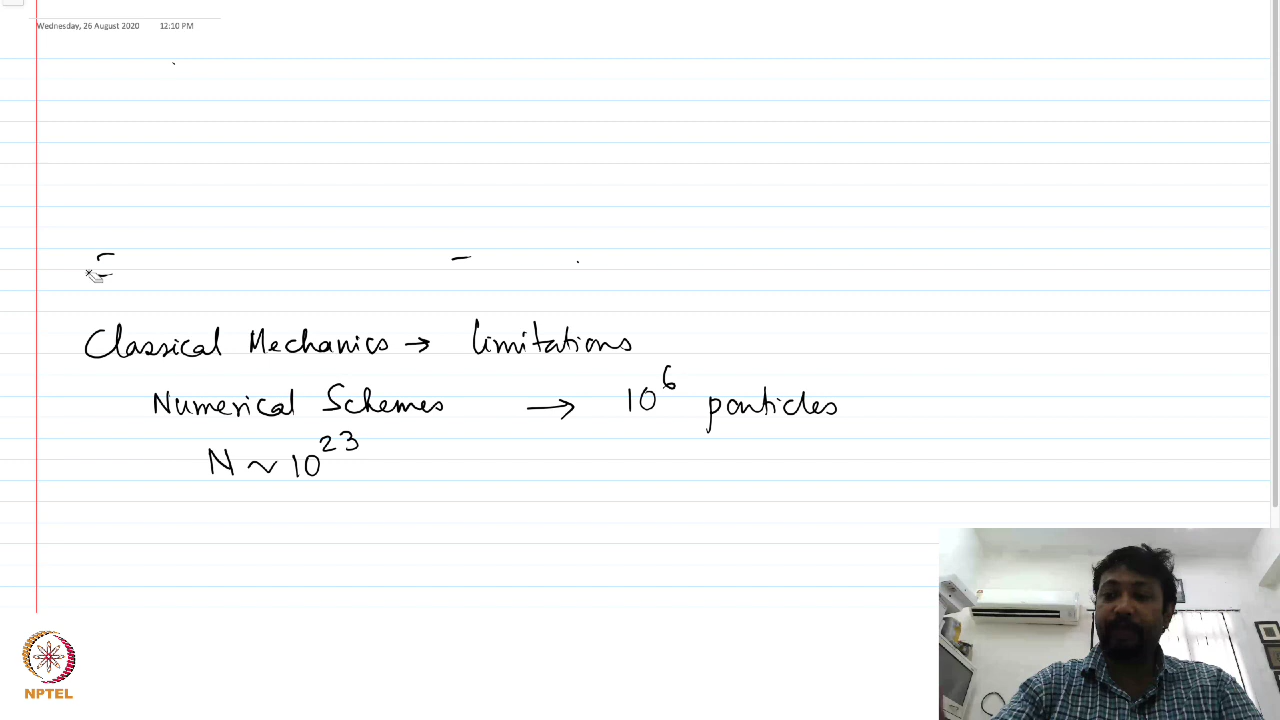 Wednesday, 26 August 2020 12:10 PM
Classical Mechanics → limitations
Numerical Schemes → 10⁶ particles
N ~ 10²³
NPTEL